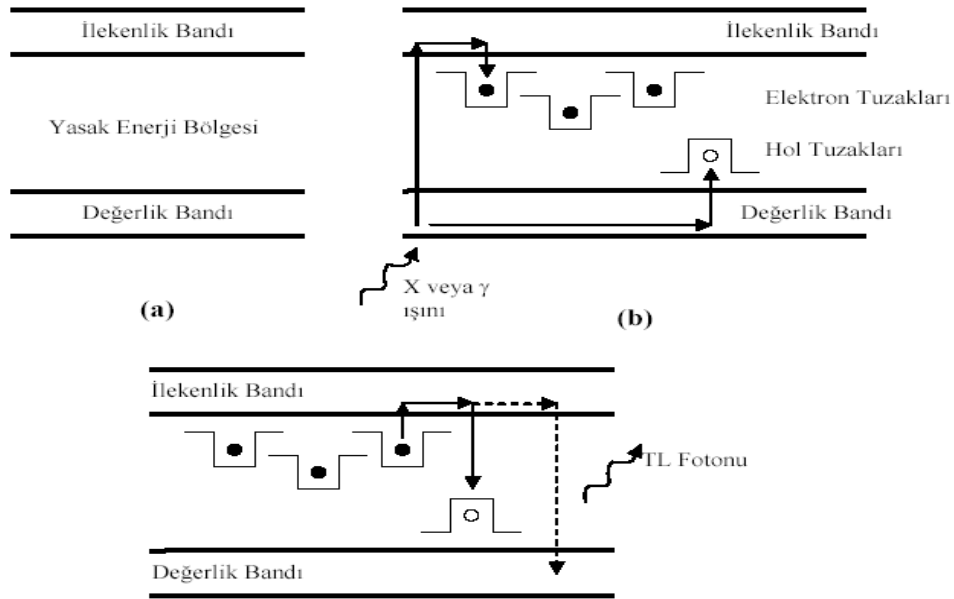 İlekenlik Bandı
Yasak Enerji Bölgesi
Değerlik Bandı
(a)
İlekenlik Bandı
Elektron Tuzakları
Hol Tuzakları
Değerlik Bandı
X veya γ
ışını
(b)
İlekenlik Bandı
TL Fotonu
Değerlik Bandı